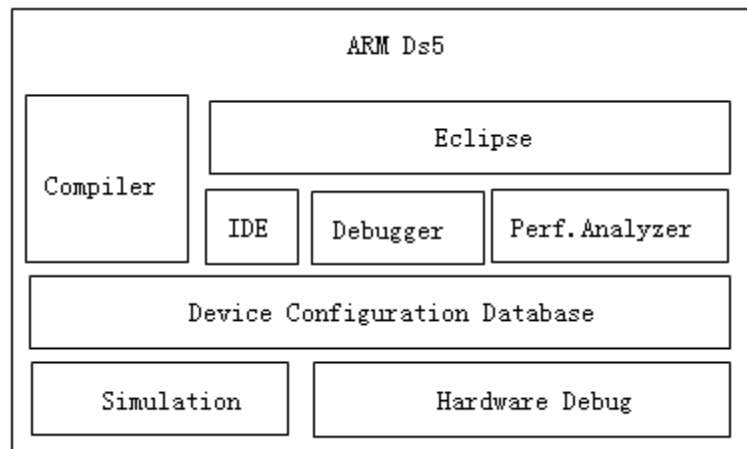 ARM Ds5
Eclipse
Compiler
IDE
Debugger
Perf.Analyzer
Device Configuration Database
Simulation
Hardware Debug